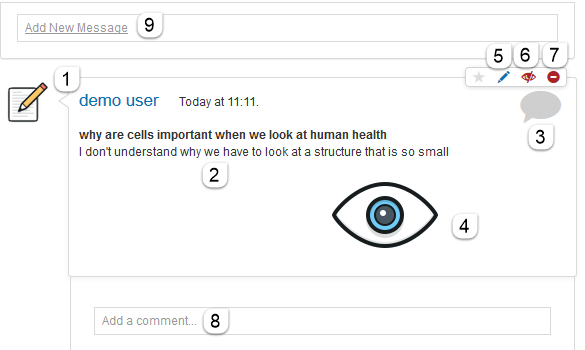 Add New Message 9
5 6 7
1
demo user Today at 11:11.
3
why are cells important when we look at human health
I don't understand why we have to look at a structure that is so small
2
4
Add a comment... 8